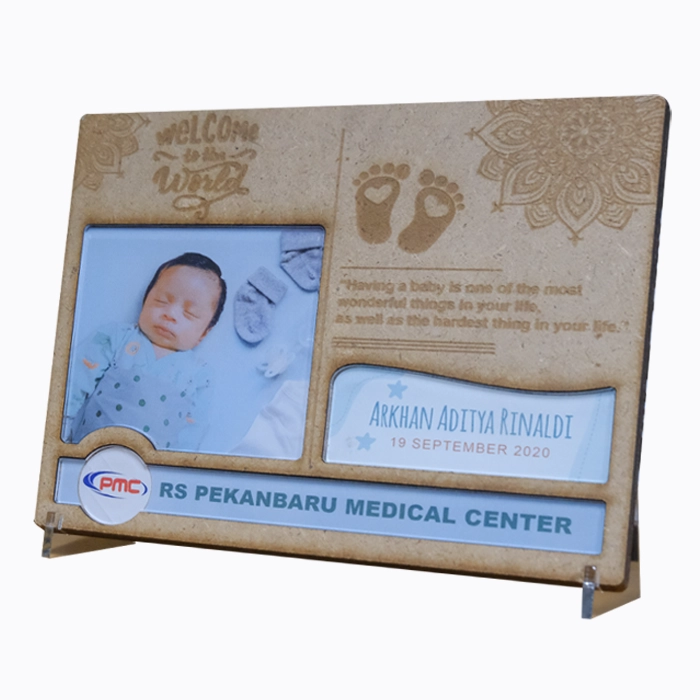 WELCOME
to the
World
"Having a baby is one of the most
wonderful things in your life,
as well as the hardest thing in your life."
ARKHAN ADITYA RINALDI
19 SEPTEMBER 2020
PMC
RS PEKANBARU MEDICAL CENTER